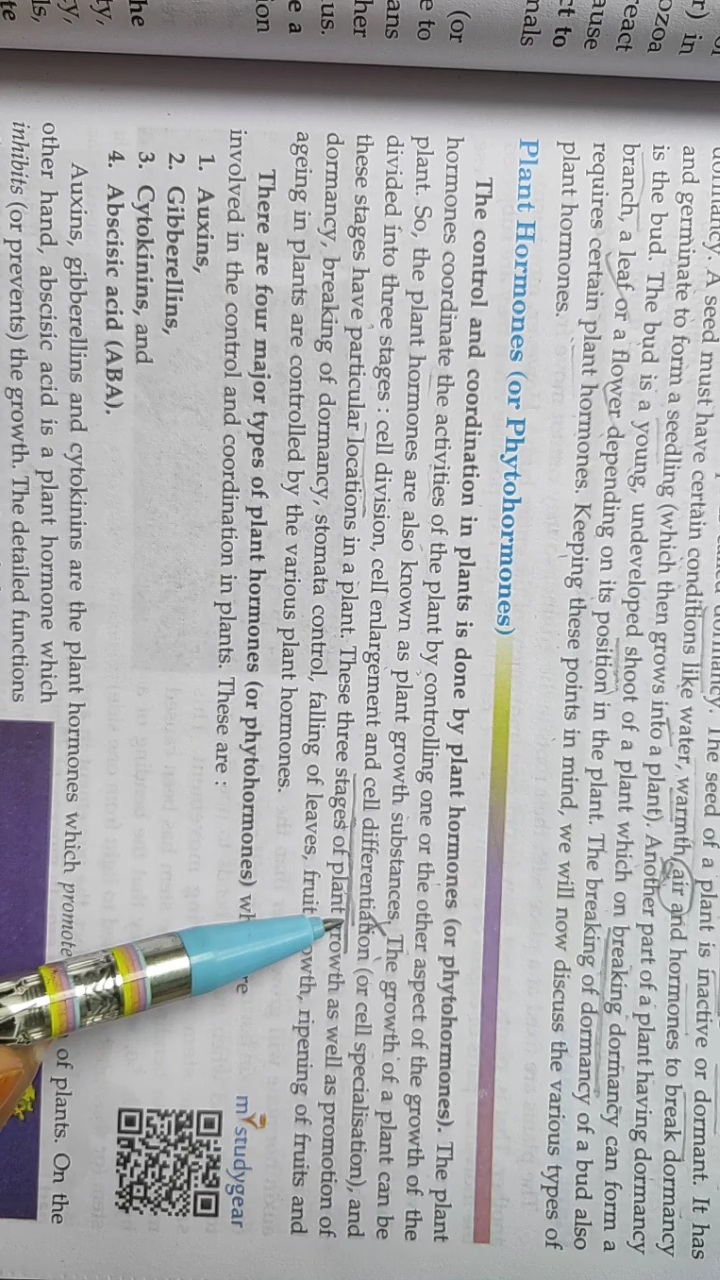 dormancy. The seed of a plant is inactive or dormant. It has
and germinate to form a seedling (which then grows into a plant). Another part of a plant having dormancy
dormancy. A seed must have certain conditions like water, warmth, air and hormones to break dormancy
is the bud. The bud is a young, undeveloped shoot of a plant which on breaking dormancy can form a
branch, a leaf or a flower depending on its position in the plant. The breaking of dormancy of a bud also
requires certain plant hormones. Keeping these points in mind, we will now discuss the various types of
plant hormones.
Plant Hormones (or Phytohormones)
The control and coordination in plants is done by plant hormones (or phytohormones). The plant
hormones coordinate the activities of the plant by controlling one or the other aspect of the growth of the
plant. So, the plant hormones are also known as plant growth substances. The growth of a plant can be
divided into three stages : cell division, cell enlargement and cell differentiation (or cell specialisation), and
these stages have particular locations in a plant. These three stages of plant growth as well as promotion of
dormancy, breaking of dormancy, stomata control, falling of leaves, fruit growth, ripening of fruits and
ageing in plants are controlled by the various plant hormones.
There are four major types of plant hormones (or phytohormones) wh re
involved in the control and coordination in plants. These are :
1. Auxins,
2. Gibberellins,
3. Cytokinins, and
4. Abscisic acid (ABA).
my studygear
Auxins, gibberellins and cytokinins are the plant hormones which promote of plants. On the
other hand, abscisic acid is a plant hormone which
inhibits (or prevents) the growth. The detailed functions